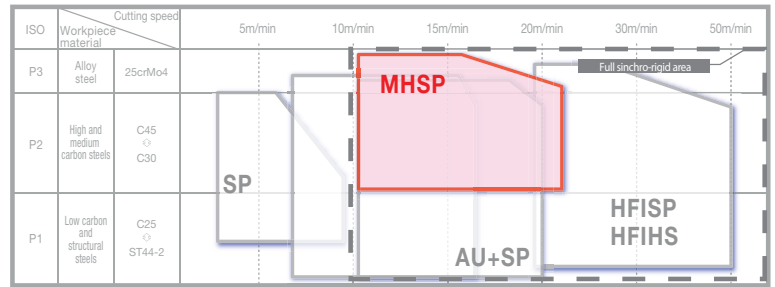 ISO
Cutting speed
Workpiece
material
5m/min
10m/min
15m/min
20m/min
30m/min
50m/min
P3
Alloy
steel
25crMo4
Full sinchro-rigid area
MHSP
P2
High and
medium
carbon steels
C45
C30
SP
P1
Low carbon
and
structural
steels
C25
ST44-2
HFISP
HFIHS
AU+SP